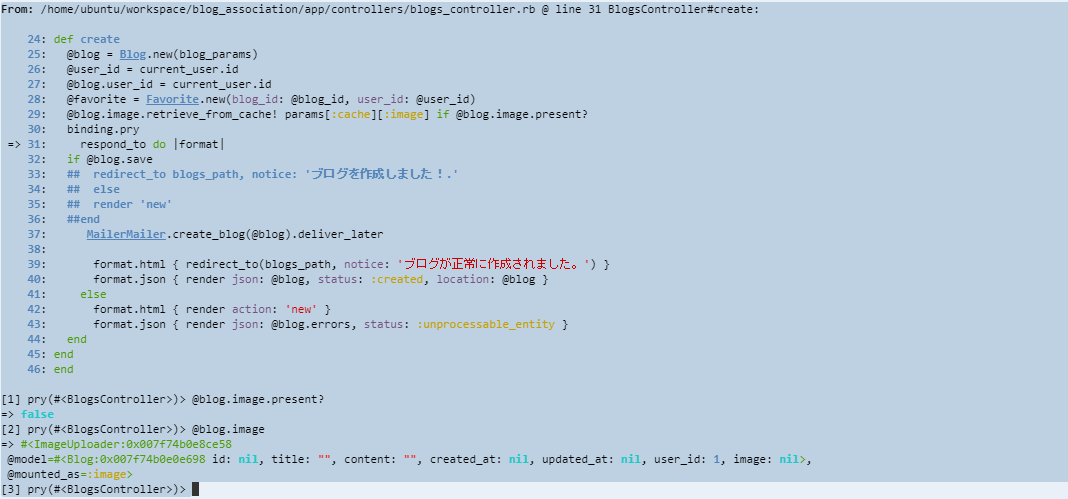 From: /home/ubuntu/workspace/blog_association/app/controllers/blogs_controller.rb @ line 31 BlogsController#create:

    24: def create
    25:   @blog = Blog.new(blog_params)
    26:   @user_id = current_user.id
    27:   @blog.user_id = current_user.id
    28:   @favorite = Favorite.new(blog_id: @blog_id, user_id: @user_id)
    29:   @blog.image.retrieve_from_cache! params[:cache][:image] if @blog.image.present?
    30:   binding.pry
 => 31:     respond_to do |format|
    32:   if @blog.save
    33:   ##  redirect_to blogs_path, notice: 'ブログを作成しました！.'
    34:   ##  else
    35:   ##  render 'new'
    36:   ##end
    37:      MailerMailer.create_blog(@blog).deliver_later
    38:
    39:       format.html { redirect_to(blogs_path, notice: 'ブログが正常に作成されました。') }
    40:       format.json { render json: @blog, status: :created, location: @blog }
    41:     else
    42:       format.html { render action: 'new' }
    43:       format.json { render json: @blog.errors, status: :unprocessable_entity }
    44:   end
    45: end
    46: end

[1] pry(#<BlogsController>)> @blog.image.present?
=> false
[2] pry(#<BlogsController>)> @blog.image
=> #<ImageUploader:0x007f74b0e8ce58
 @model=#<Blog:0x007f74b0e0e698 id: nil, title: "", content: "", created_at: nil, updated_at: nil, user_id: 1, image: nil>,
 @mounted_as=:image>
[3] pry(#<BlogsController>)>